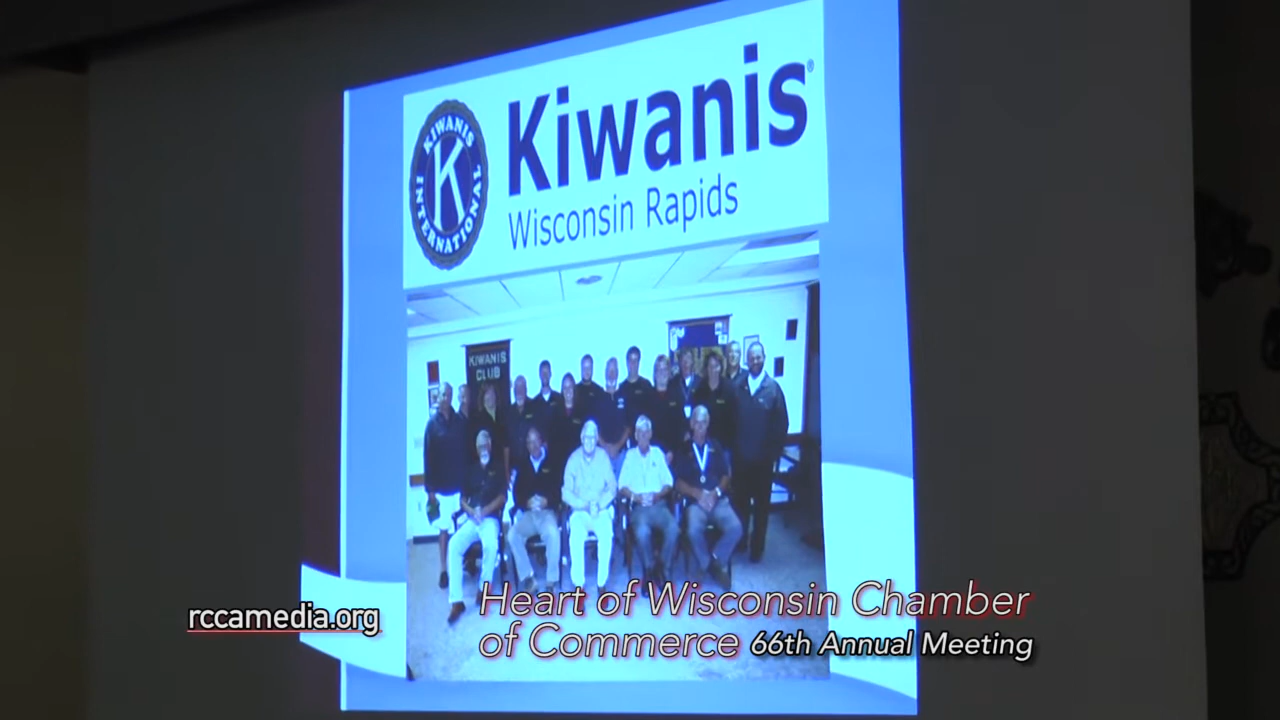 Kiwanis®
KIWANIS
K
INTERNATIONAL
Wisconsin Rapids
KIWANIS
CLUB
rccamedia.org
Heart of Wisconsin Chamber
of Commerce 66th Annual Meeting